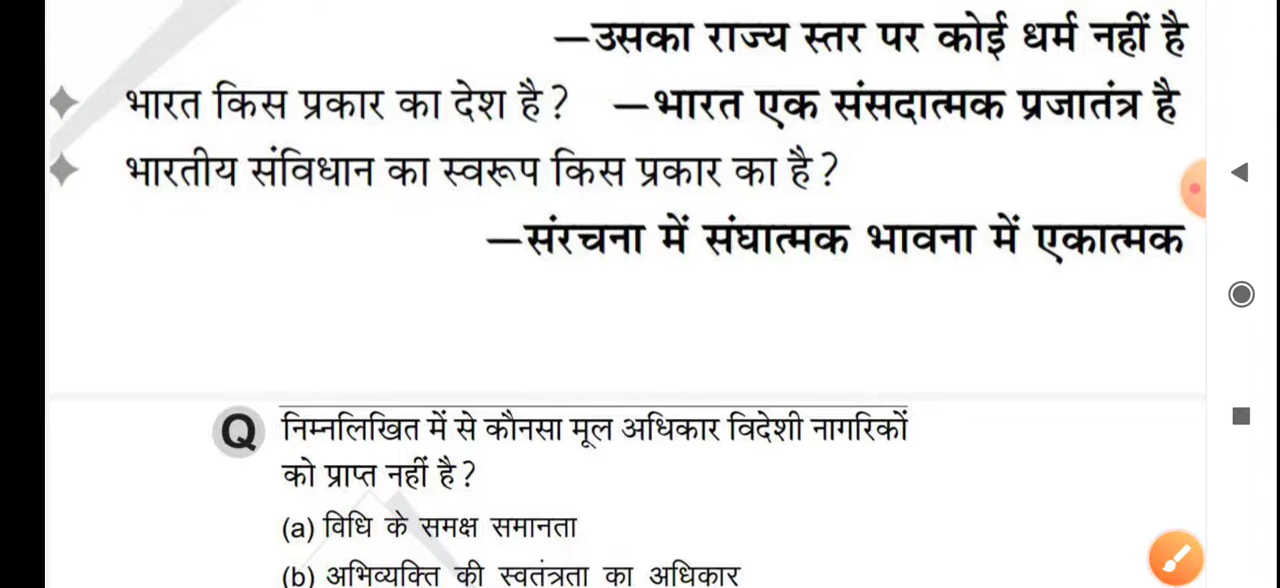 —उसका राज्य स्तर पर कोई धर्म नहीं है
भारत किस प्रकार का देश है? —भारत एक संसदात्मक प्रजातंत्र है
भारतीय संविधान का स्वरूप किस प्रकार का है?
—संरचना में संघात्मक भावना में एकात्मक
Q निम्नलिखित में से कौनसा मूल अधिकार विदेशी नागरिकों
को प्राप्त नहीं है?
(a) विधि के समक्ष समानता
(b) अभिव्यक्ति की स्वतंत्रता का अधिकार